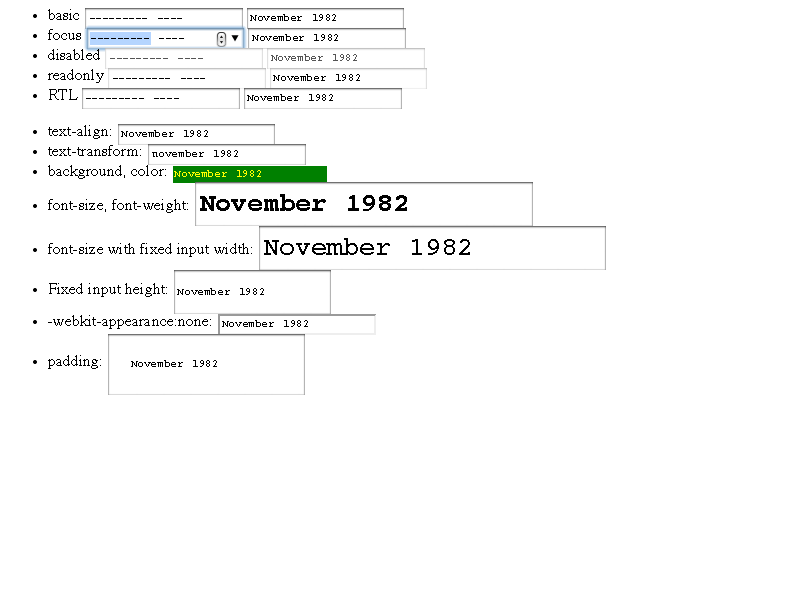 basic --------- ---- November 1982
focus --------- ---- November 1982
disabled --------- ---- November 1982
readonly --------- ---- November 1982
RTL --------- ---- November 1982
text-align: November 1982
text-transform: november 1982
background, color: November 1982
font-size, font-weight: November 1982
font-size with fixed input width: November 1982
Fixed input height: November 1982
-webkit-appearance:none: November 1982
padding: November 1982